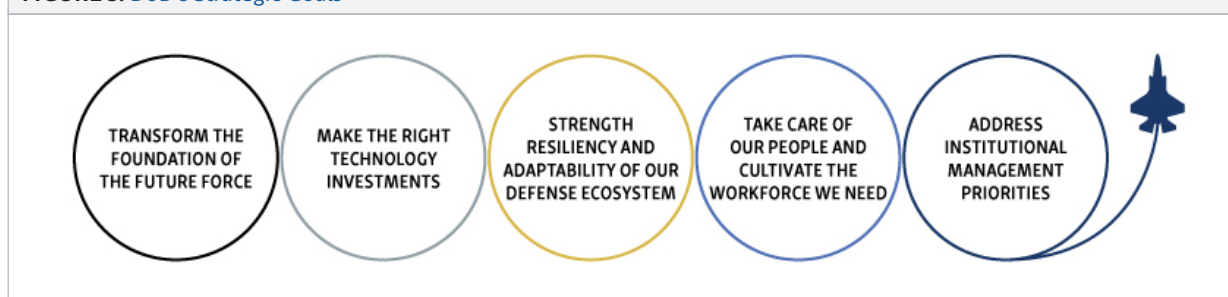 TRANSFORM THE
FOUNDATION OF
THE FUTURE FORCE
MAKE THE RIGHT
TECHNOLOGY
INVESTMENTS
STRENGTH
RESILIENCY AND
ADAPTABILITY OF OUR
DEFENSE ECOSYSTEM
TAKE CARE OF
OUR PEOPLE AND
CULTIVATE THE
WORKFORCE WE NEED
ADDRESS
INSTITUTIONAL
MANAGEMENT
PRIORITIES